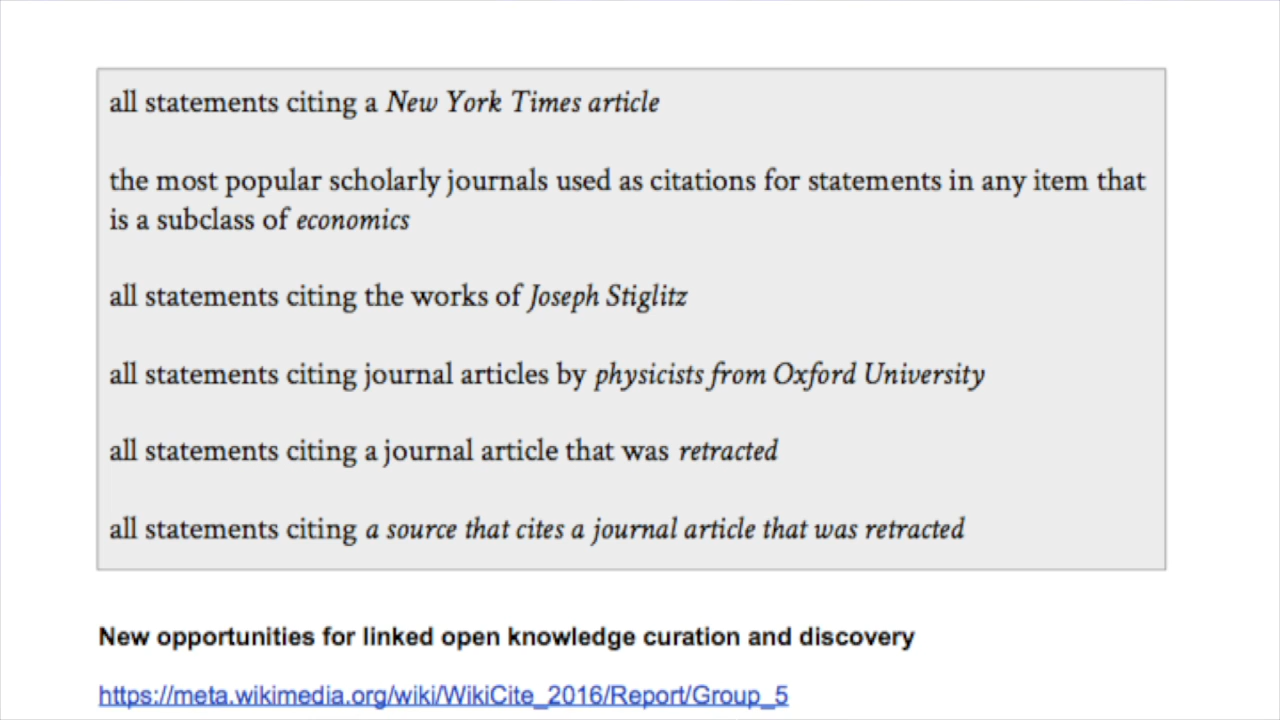 all statements citing a New York Times article
the most popular scholarly journals used as citations for statements in any item that
is a subclass of economics
all statements citing the works of Joseph Stiglitz
all statements citing journal articles by physicists from Oxford University
all statements citing a journal article that was retracted
all statements citing a source that cites a journal article that was retracted
New opportunities for linked open knowledge curation and discovery
https://meta.wikimedia.org/wiki/WikiCite_2016/Report/Group_5